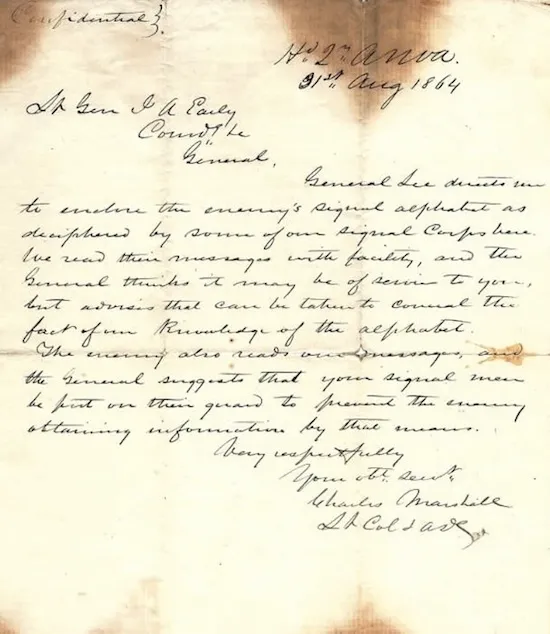 Confidential}.
Hd Qrs ANVa.
31st Aug 1864
Lt Gen J A Early
Comdg &c
General,
General Lee directs me
to enclose the enemy's signal alphabet as
deciphered by some of our signal Corps here.
We read their messages with facility, and the
General thinks it may be of service to you,
but advises that care be taken to conceal the
fact of our Knowledge of the alphabet.
The enemy also reads our messages, and
the General suggests that your signal men
be put on their guard to prevent the enemy
obtaining information by that means.
Very respectfully
Your obt. servt.
Charles Marshall
Lt Col & ADC